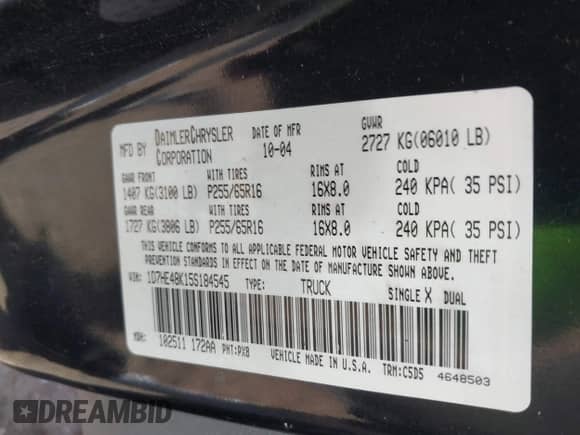 MFD BY DAIMLERCHRYSLER CORPORATION DATE OF MFR 10-04 GVWR 2727 KG(06010 LB)
GAWR FRONT WITH TIRES RIMS AT COLD
1407 KG(3100 LB) P255/65R16 16X8.0 240 KPA( 35 PSI)
GAWR REAR WITH TIRES RIMS AT COLD
1727 KG(3806 LB) P255/65R16 16X8.0 240 KPA( 35 PSI)
THIS VEHICLE CONFORMS TO ALL APPLICABLE FEDERAL MOTOR VEHICLE SAFETY AND THEFT
PREVENTION STANDARDS IN EFFECT ON THE DATE OF MANUFACTURE SHOWN ABOVE.
VIN: 1D7HE48K15S184545 TYPE: TRUCK SINGLE X DUAL
MDH: 102511 172AA PNT:PX8 VEHICLE MADE IN U.S.A. TRM:C5D5 4648503
DREAMBID